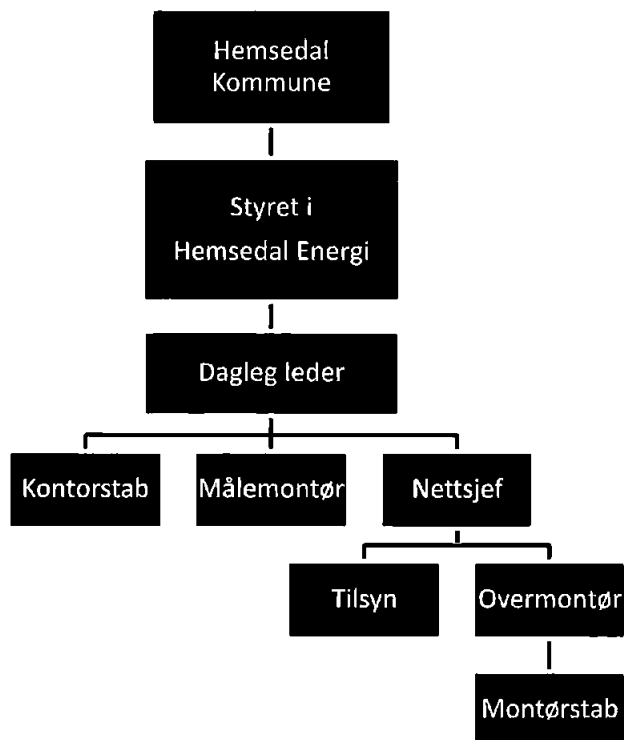 Hemsedal
Kommune
Styret i
Hemsedal Energi
Dagleg leder
Kontorstab
Målemontør
Nettsjef
Tilsyn
Overmontør
Montørstab